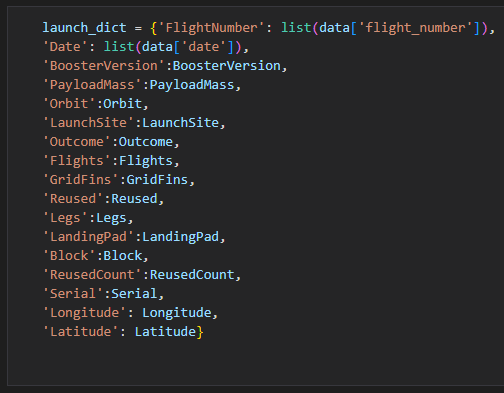 launch_dict = {'FlightNumber': list(data['flight_number']),
'Date': list(data['date']),
'BoosterVersion':BoosterVersion,
'PayloadMass':PayloadMass,
'Orbit':Orbit,
'LaunchSite':LaunchSite,
'Outcome':Outcome,
'Flights':Flights,
'GridFins':GridFins,
'Reused':Reused,
'Legs':Legs,
'LandingPad':LandingPad,
'Block':Block,
'ReusedCount':ReusedCount,
'Serial':Serial,
'Longitude': Longitude,
'Latitude': Latitude}